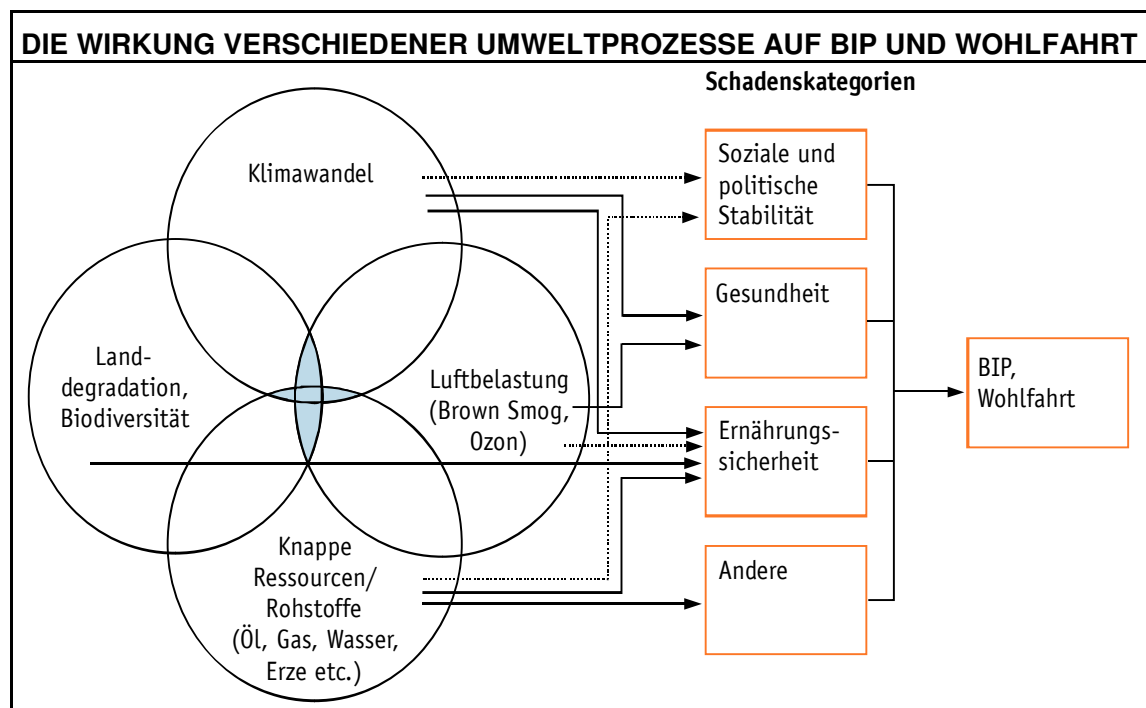 DIE WIRKUNG VERSCHIEDENER UMWELTPROZESSE AUF BIP UND WOHLFAHRT
Schadenskategorien
Klimawandel
Land-
degradation,
Biodiversität
Luftbelastung
(Brown Smog,
Ozon)
Knappe
Ressourcen/
Rohstoffe
(Öl, Gas, Wasser,
Erze etc.)
Soziale und
politische
Stabilität
Gesundheit
Ernährungs-
sicherheit
Andere
BIP,
Wohlfahrt